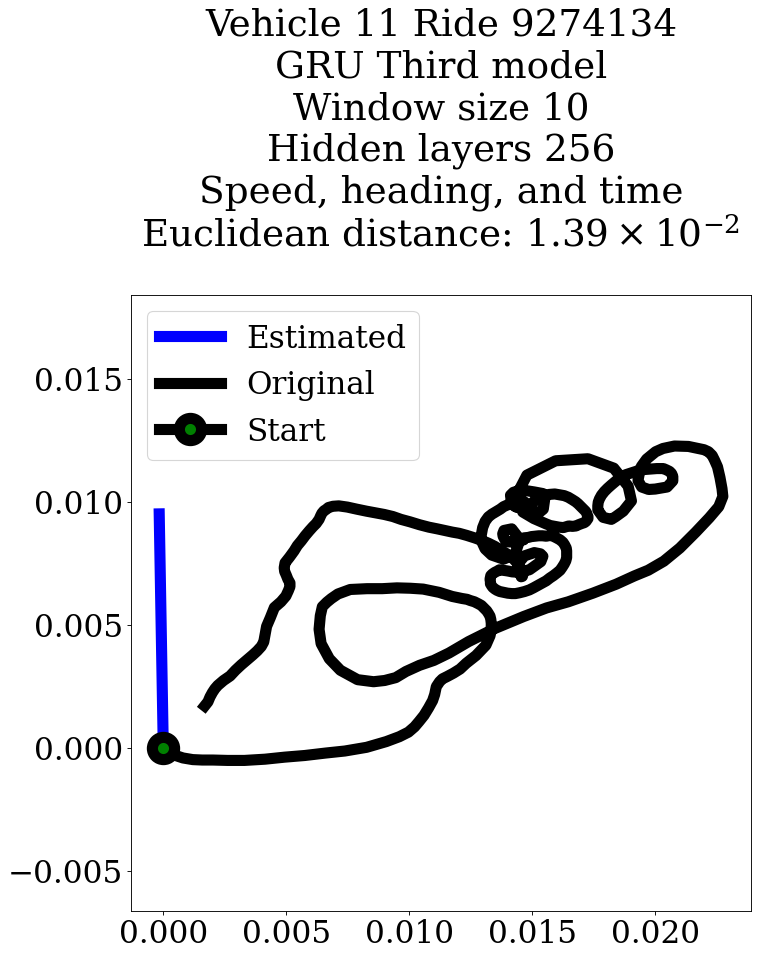 Vehicle 11 Ride 9274134
GRU Third model
Window size 10
Hidden layers 256
Speed, heading, and time
Euclidean distance: 1.39 × 10⁻²
Estimated
Original
Start
0.015
0.010
0.005
0.000
−0.005
0.000 0.005 0.010 0.015 0.020